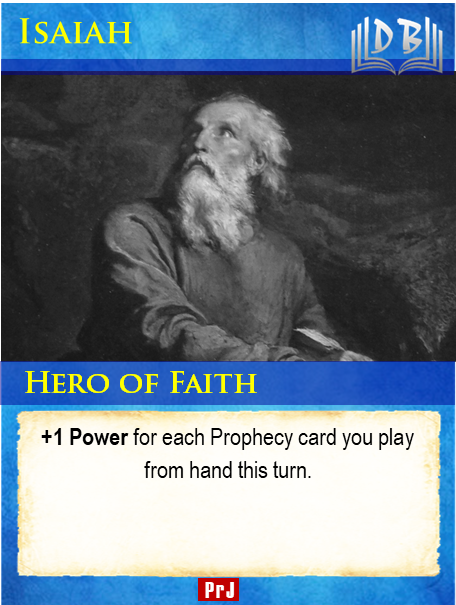 Isaiah
DB
Hero of Faith
+1 Power for each Prophecy card you play
from hand this turn.
PrJ